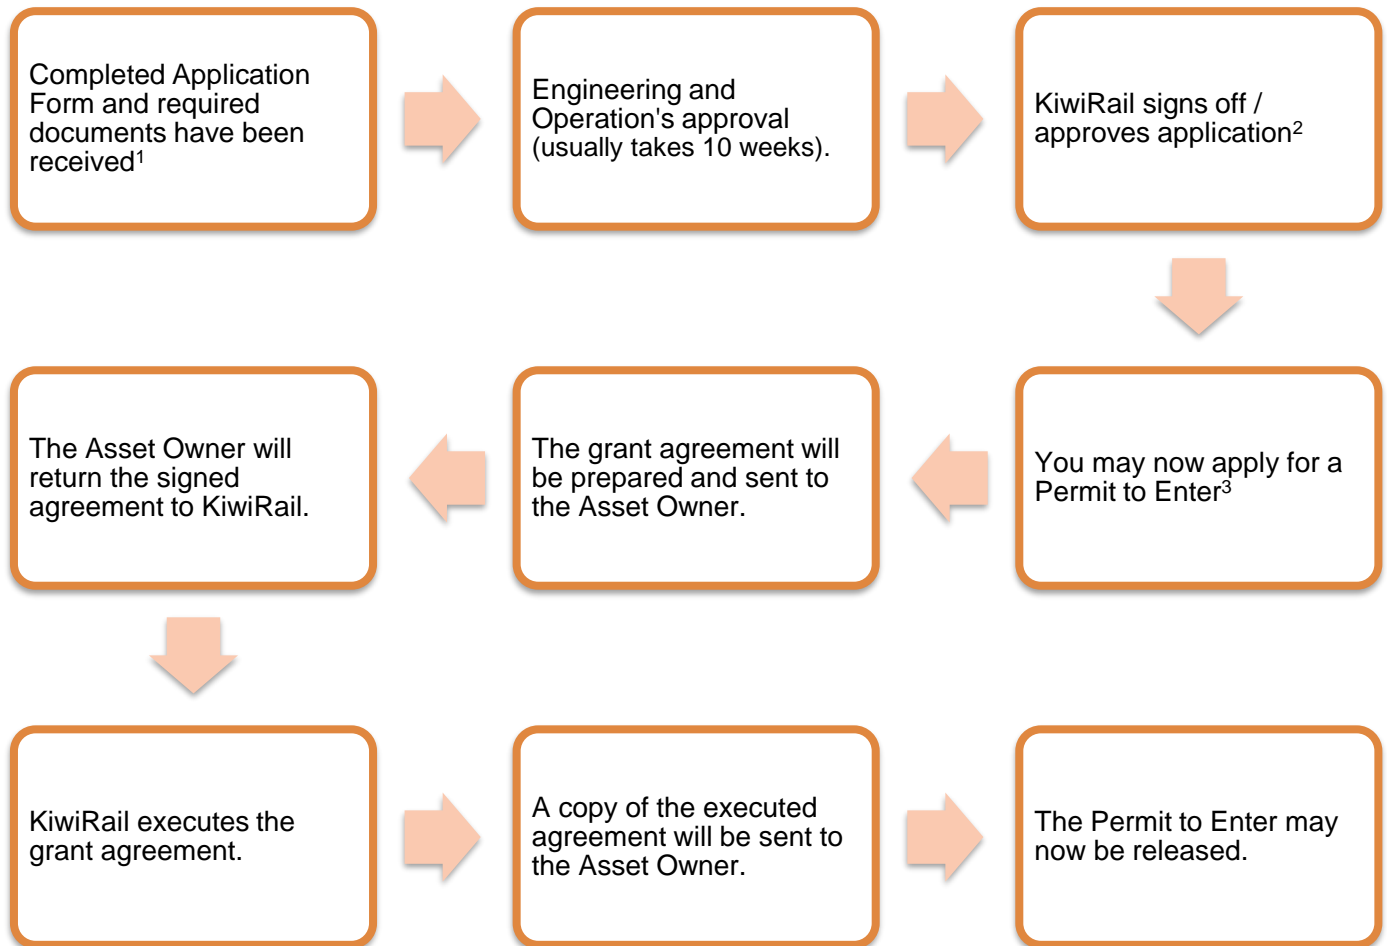 Completed Application
Form and required
documents have been
received¹
Engineering and
Operation's approval
(usually takes 10 weeks).
KiwiRail signs off /
approves application²
You may now apply for a
Permit to Enter³
The grant agreement will
be prepared and sent to
the Asset Owner.
The Asset Owner will
return the signed
agreement to KiwiRail.
KiwiRail executes the
grant agreement.
A copy of the executed
agreement will be sent to
the Asset Owner.
The Permit to Enter may
now be released.